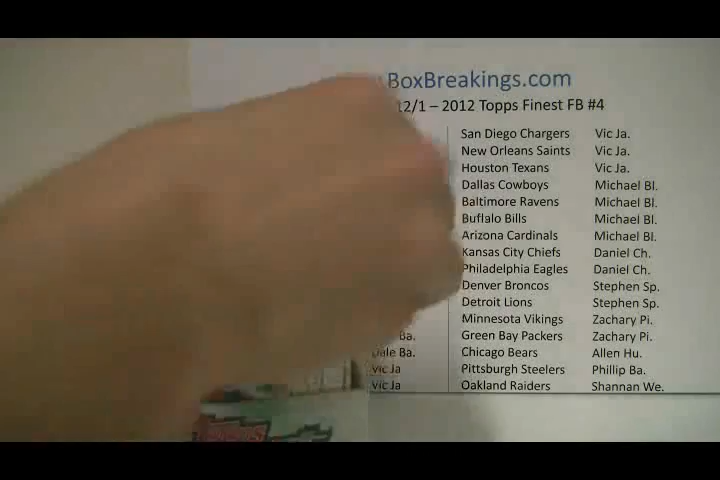 BoxBreakings.com
12/1 – 2012 Topps Finest FB #4
San Diego Chargers Vic Ja.
New Orleans Saints Vic Ja.
Houston Texans Vic Ja.
Dallas Cowboys Michael Bl.
Baltimore Ravens Michael Bl.
Buffalo Bills Michael Bl.
Arizona Cardinals Michael Bl.
Kansas City Chiefs Daniel Ch.
Philadelphia Eagles Daniel Ch.
Denver Broncos Stephen Sp.
Detroit Lions Stephen Sp.
Minnesota Vikings Zachary Pi.
Ba. Green Bay Packers Zachary Pi.
Dale Ba. Chicago Bears Allen Hu.
Vic Ja Pittsburgh Steelers Phillip Ba.
Vic Ja Oakland Raiders Shannan We.